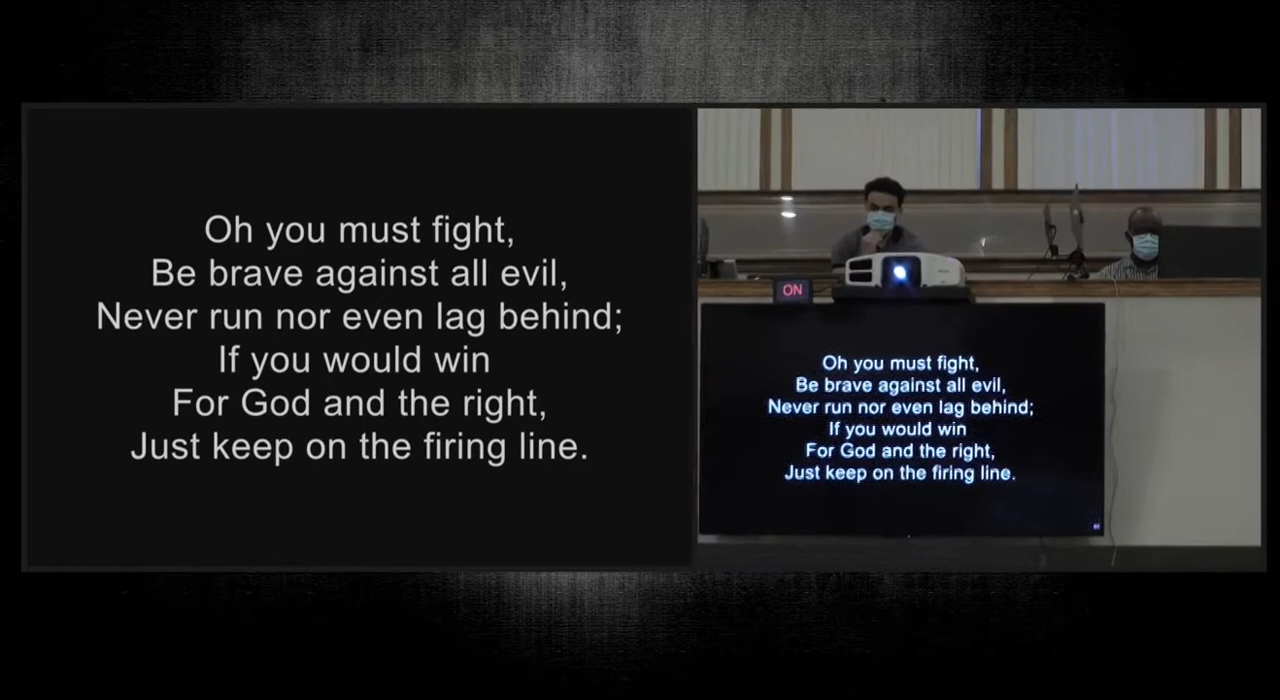 Oh you must fight,
Be brave against all evil,
Never run nor even lag behind;
If you would win
For God and the right,
Just keep on the firing line.
ON
Oh you must fight,
Be brave against all evil,
Never run nor even lag behind;
If you would win
For God and the right,
Just keep on the firing line.